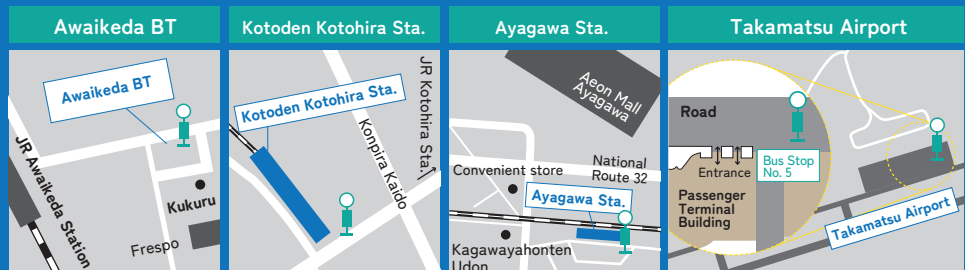 Awaikeda BT
Kotoden Kotohira Sta.
Ayagawa Sta.
Takamatsu Airport
Awaikeda BT
JR Awaikeda Station
Kukuru
Frespo
Kotoden Kotohira Sta.
Konpira Kaido
JR Kotohira Sta.
Aeon Mall
Ayagawa
Convenient store
National
Route 32
Ayagawa Sta.
Kagawayahonten
Udon
Road
Entrance
Bus Stop
No. 5
Passenger
Terminal
Building
Takamatsu Airport